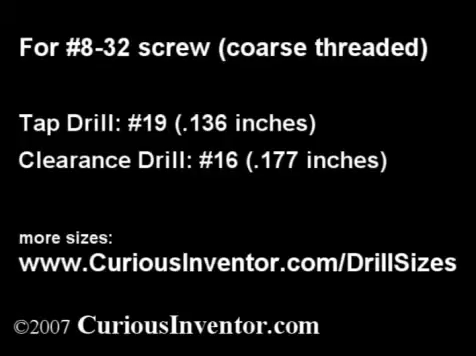 For #8-32 screw (coarse threaded)
Tap Drill: #19 (.136 inches)
Clearance Drill: #16 (.177 inches)
more sizes:
www.CuriousInventor.com/DrillSizes
©2007 CuriousInventor.com